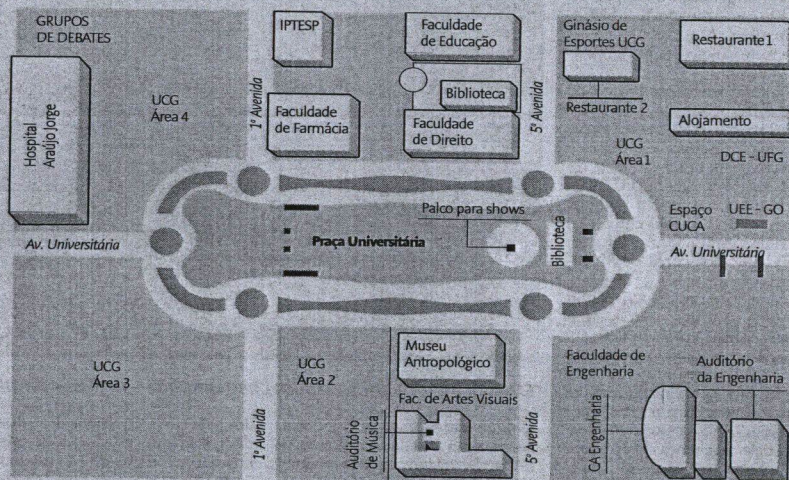 GRUPOS
DE DEBATES
Hospital
Araújo Jorge
UCG
Área 4
1ª Avenida
IPTESP
Faculdade
de Farmácia
Faculdade
de Educação
Biblioteca
Faculdade
de Direito
5ª Avenida
Ginásio de
Esportes UCG
Restaurante 2
Restaurante 1
Alojamento
UCG
Área 1
DCE - UFG
Espaço
CUCA
UEE - GO
Av. Universitária
Av. Universitária
Praça Universitária
Palco para shows
Biblioteca
UCG
Área 3
1ª Avenida
UCG
Área 2
Museu
Antropológico
Fac. de Artes Visuais
Auditório
de Música
5ª Avenida
Faculdade de
Engenharia
CA Engenharia
Auditório
da Engenharia